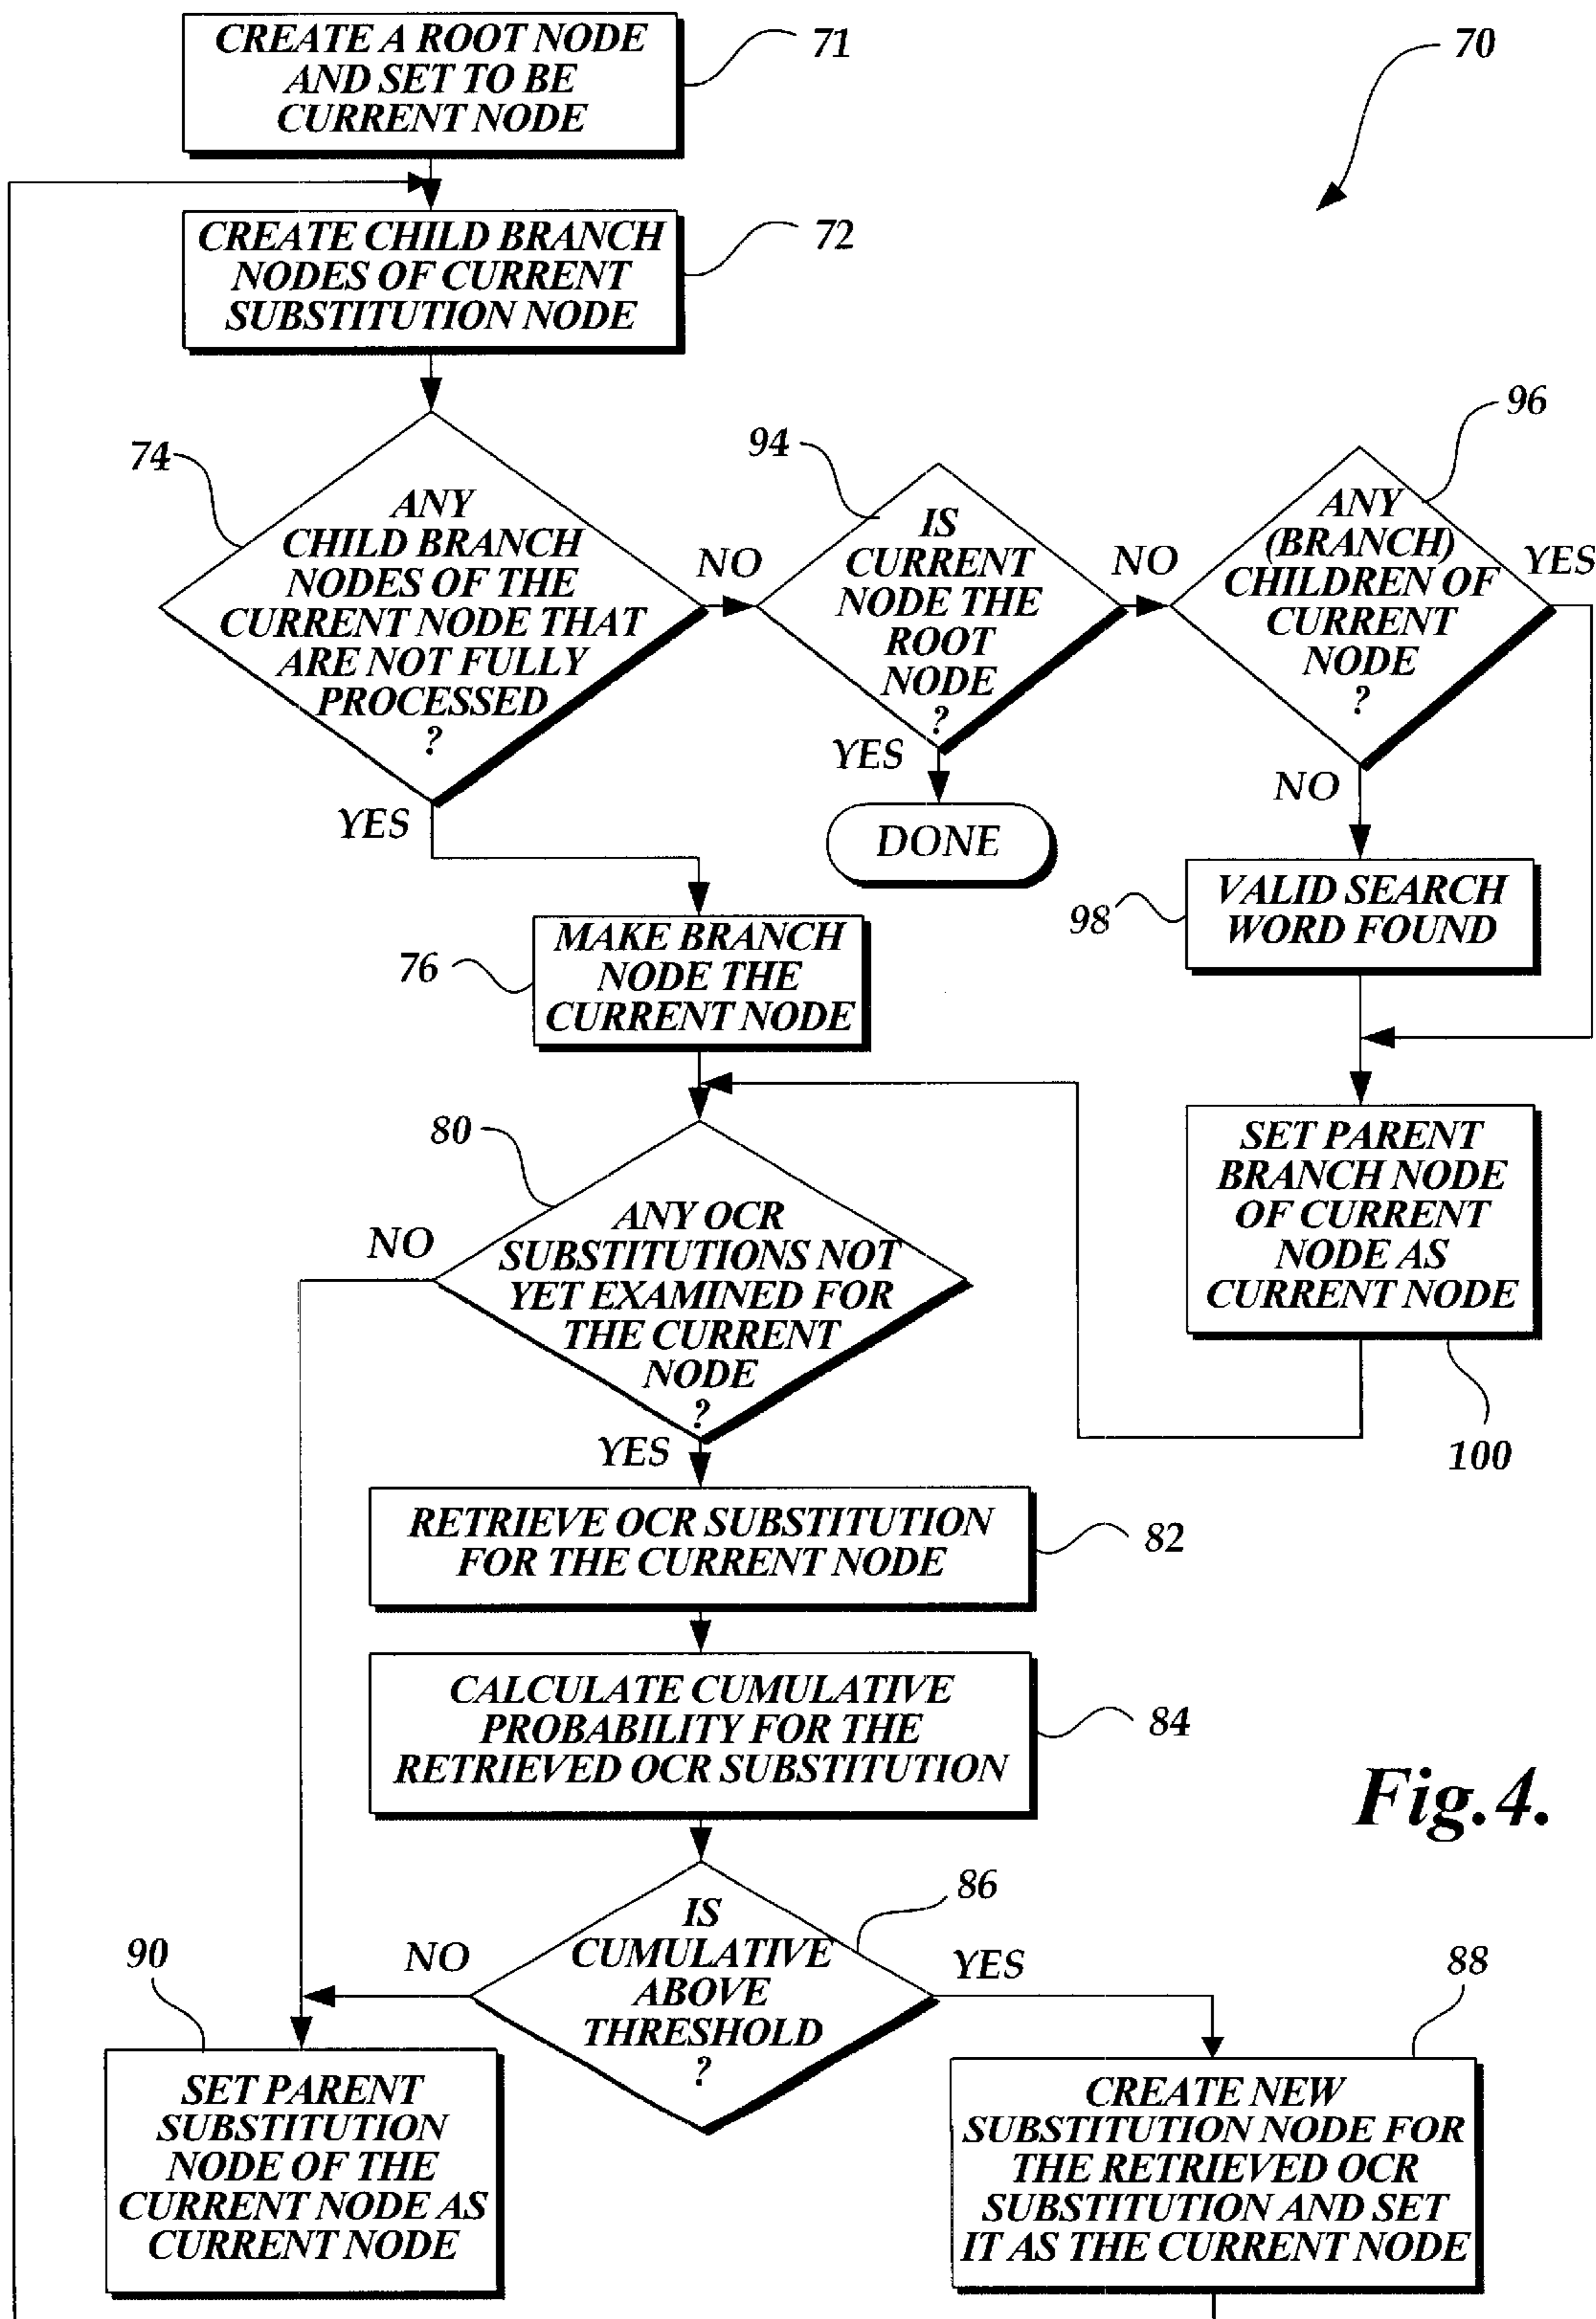 CREATE A ROOT NODE
AND SET TO BE
CURRENT NODE
71
70
CREATE CHILD BRANCH
NODES OF CURRENT
SUBSTITUTION NODE
72
74
ANY
CHILD BRANCH
NODES OF THE
CURRENT NODE THAT
ARE NOT FULLY
PROCESSED
?
NO
YES
94
IS
CURRENT
NODE THE
ROOT
NODE
?
NO
YES
DONE
96
ANY
(BRANCH)
CHILDREN OF
CURRENT
NODE
?
YES
NO
98
VALID SEARCH
WORD FOUND
76
MAKE BRANCH
NODE THE
CURRENT NODE
SET PARENT
BRANCH NODE
OF CURRENT
NODE AS
CURRENT NODE
100
80
ANY OCR
SUBSTITUTIONS NOT
YET EXAMINED FOR
THE CURRENT
NODE
?
NO
YES
RETRIEVE OCR SUBSTITUTION
FOR THE CURRENT NODE
82
CALCULATE CUMULATIVE
PROBABILITY FOR THE
RETRIEVED OCR SUBSTITUTION
84
Fig.4.
86
IS
CUMULATIVE
ABOVE
THRESHOLD
?
NO
YES
90
SET PARENT
SUBSTITUTION
NODE OF THE
CURRENT NODE AS
CURRENT NODE
88
CREATE NEW
SUBSTITUTION NODE FOR
THE RETRIEVED OCR
SUBSTITUTION AND SET
IT AS THE CURRENT NODE